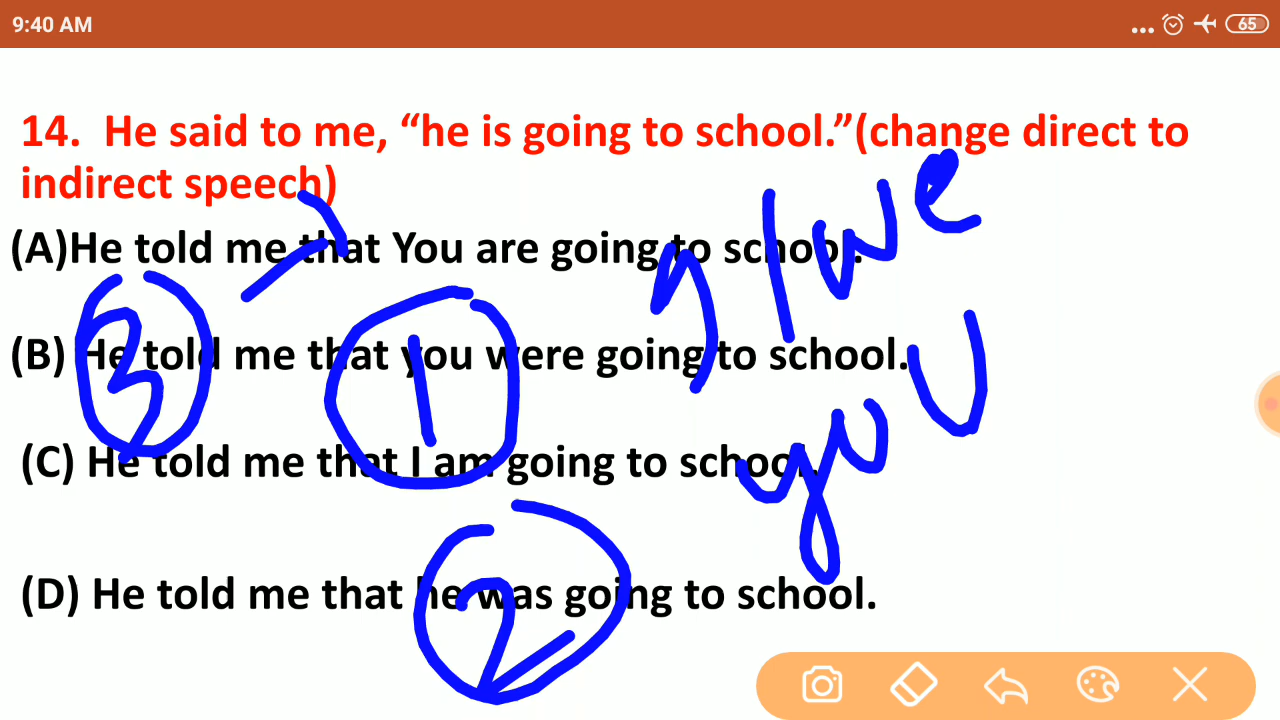 9:40 AM
65
14. He said to me, “he is going to school.”(change direct to
indirect speech)
(A)He told me that You are going to school.
(B) He told me that you were going to school.
(C) He told me that I am going to school.
(D) He told me that he was going to school.
3
1
2
we
you